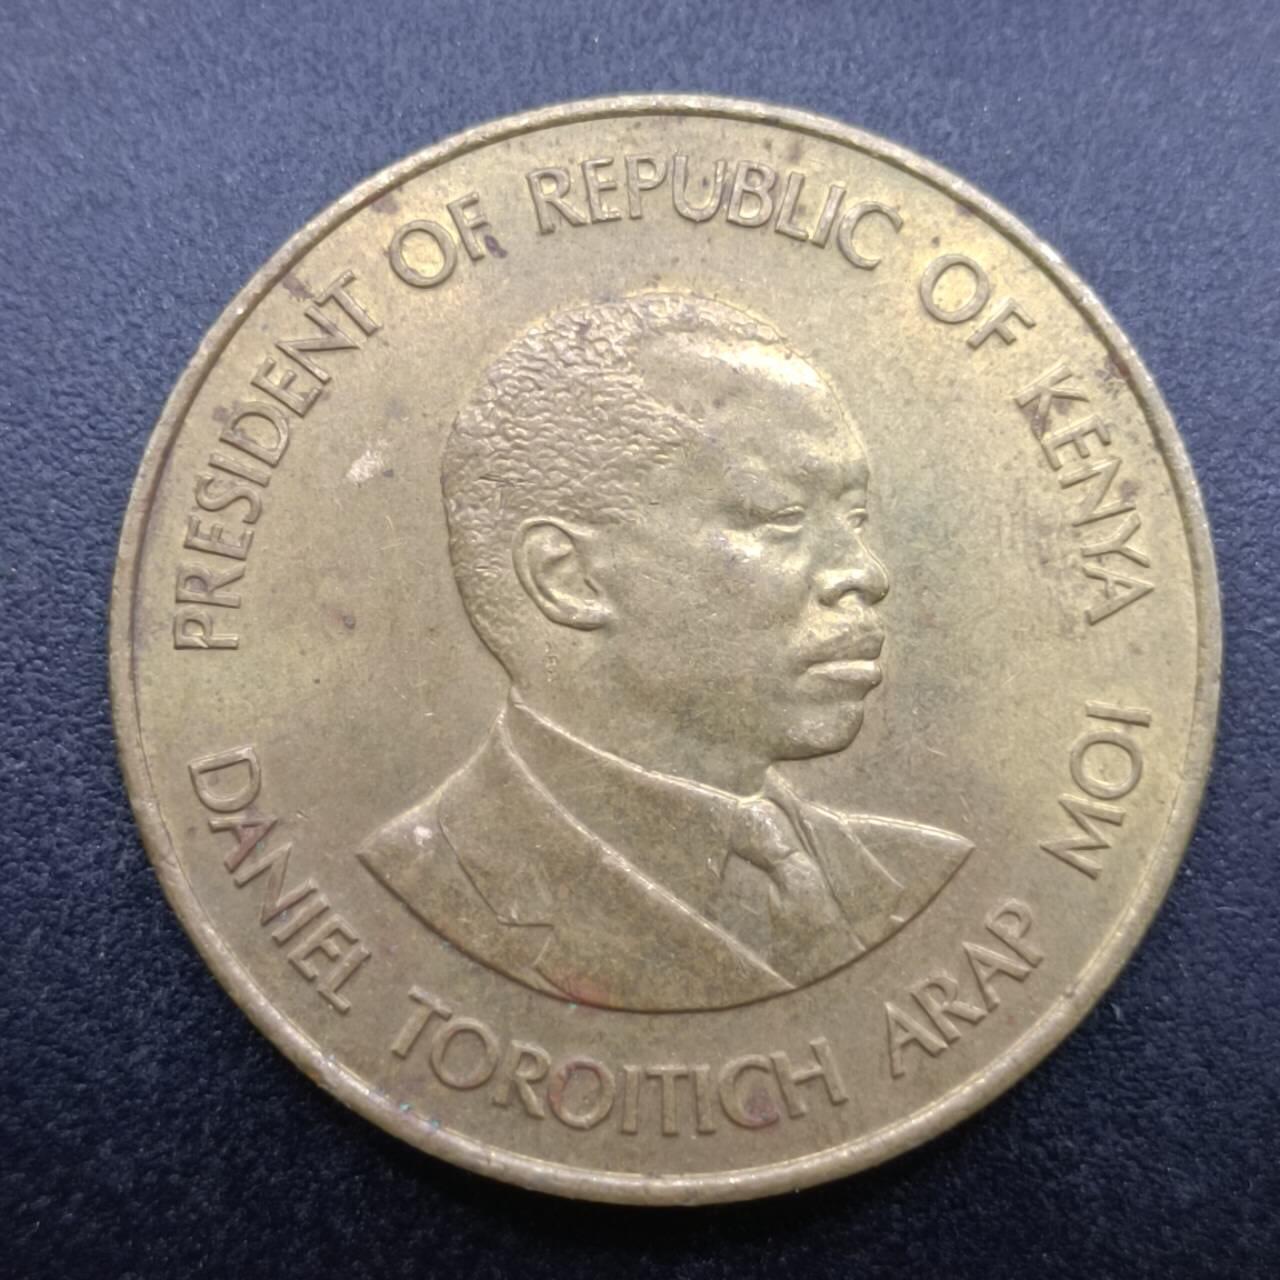 PRESIDENT OF REPUBLIC OF KENYA
DANIEL TOROITICH ARAP MOI